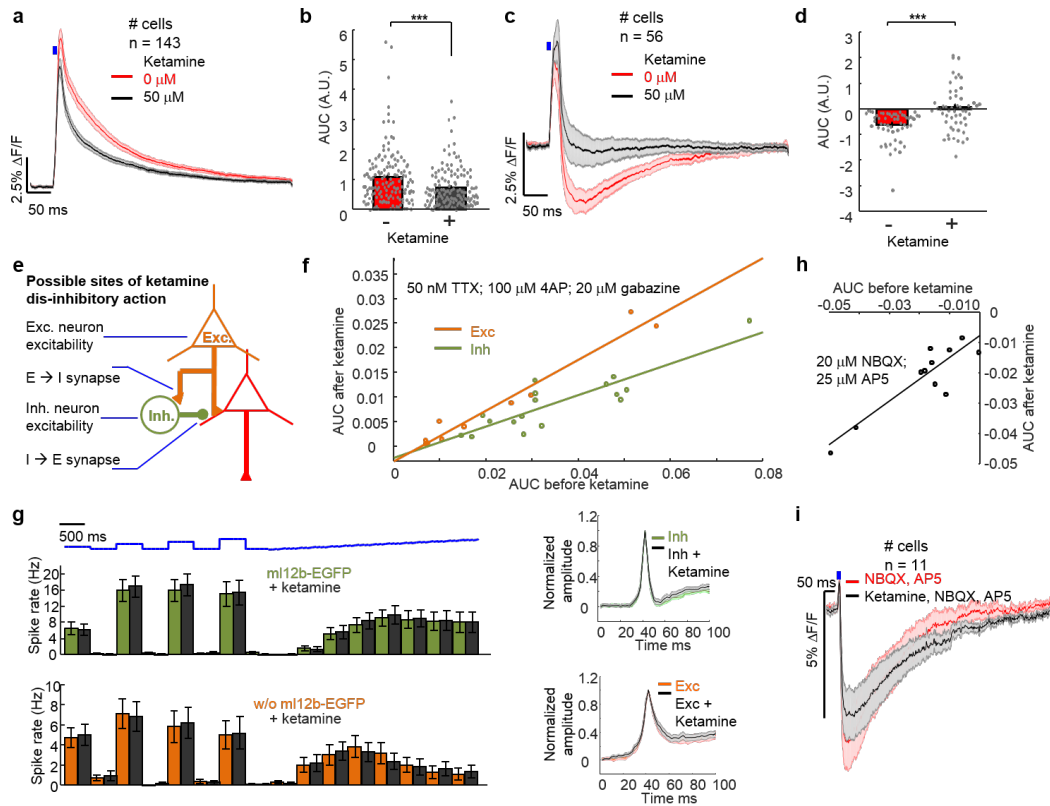 a
# cells
n = 143
Ketamine
0 µM
50 µM
2.5% ΔF/F
50 ms
b
***
AUC (A.U.)
6
5
4
3
2
1
0
-
+
Ketamine
c
# cells
n = 56
Ketamine
0 µM
50 µM
2.5% ΔF/F
50 ms
d
***
AUC (A.U.)
3
2
1
0
-1
-2
-3
-4
-
+
Ketamine
e
Possible sites of ketamine
dis-inhibitory action
Exc. neuron
excitability
E → I synapse
Inh. neuron
excitability
I → E synapse
Exc.
Inh.
f
50 nM TTX; 100 µM 4AP; 20 µM gabazine
Exc
Inh
AUC after ketamine
0.035
0.03
0.025
0.02
0.015
0.01
0.005
0
0
0.02
0.04
0.06
0.08
AUC before ketamine
h
AUC before ketamine
-0.05
-0.03
-0.010
20 µM NBQX;
25 µM AP5
-0.01
-0.02
-0.03
-0.04
-0.05
AUC after ketamine
g
500 ms
Spike rate (Hz)
20
16
12
8
4
0
ml12b-EGFP
+ ketamine
Spike rate (Hz)
10
8
6
4
2
0
w/o ml12b-EGFP
+ ketamine
Normalized
amplitude
1.2
0.8
0.4
0
Inh
Inh +
Ketamine
0 20 40 60 80 100
Time ms
Normalized
amplitude
1.2
0.8
0.4
0
Exc
Exc +
Ketamine
0 20 40 60 80 100
Time ms
i
# cells
n = 11
50 ms
NBQX, AP5
Ketamine, NBQX, AP5
5% ΔF/F